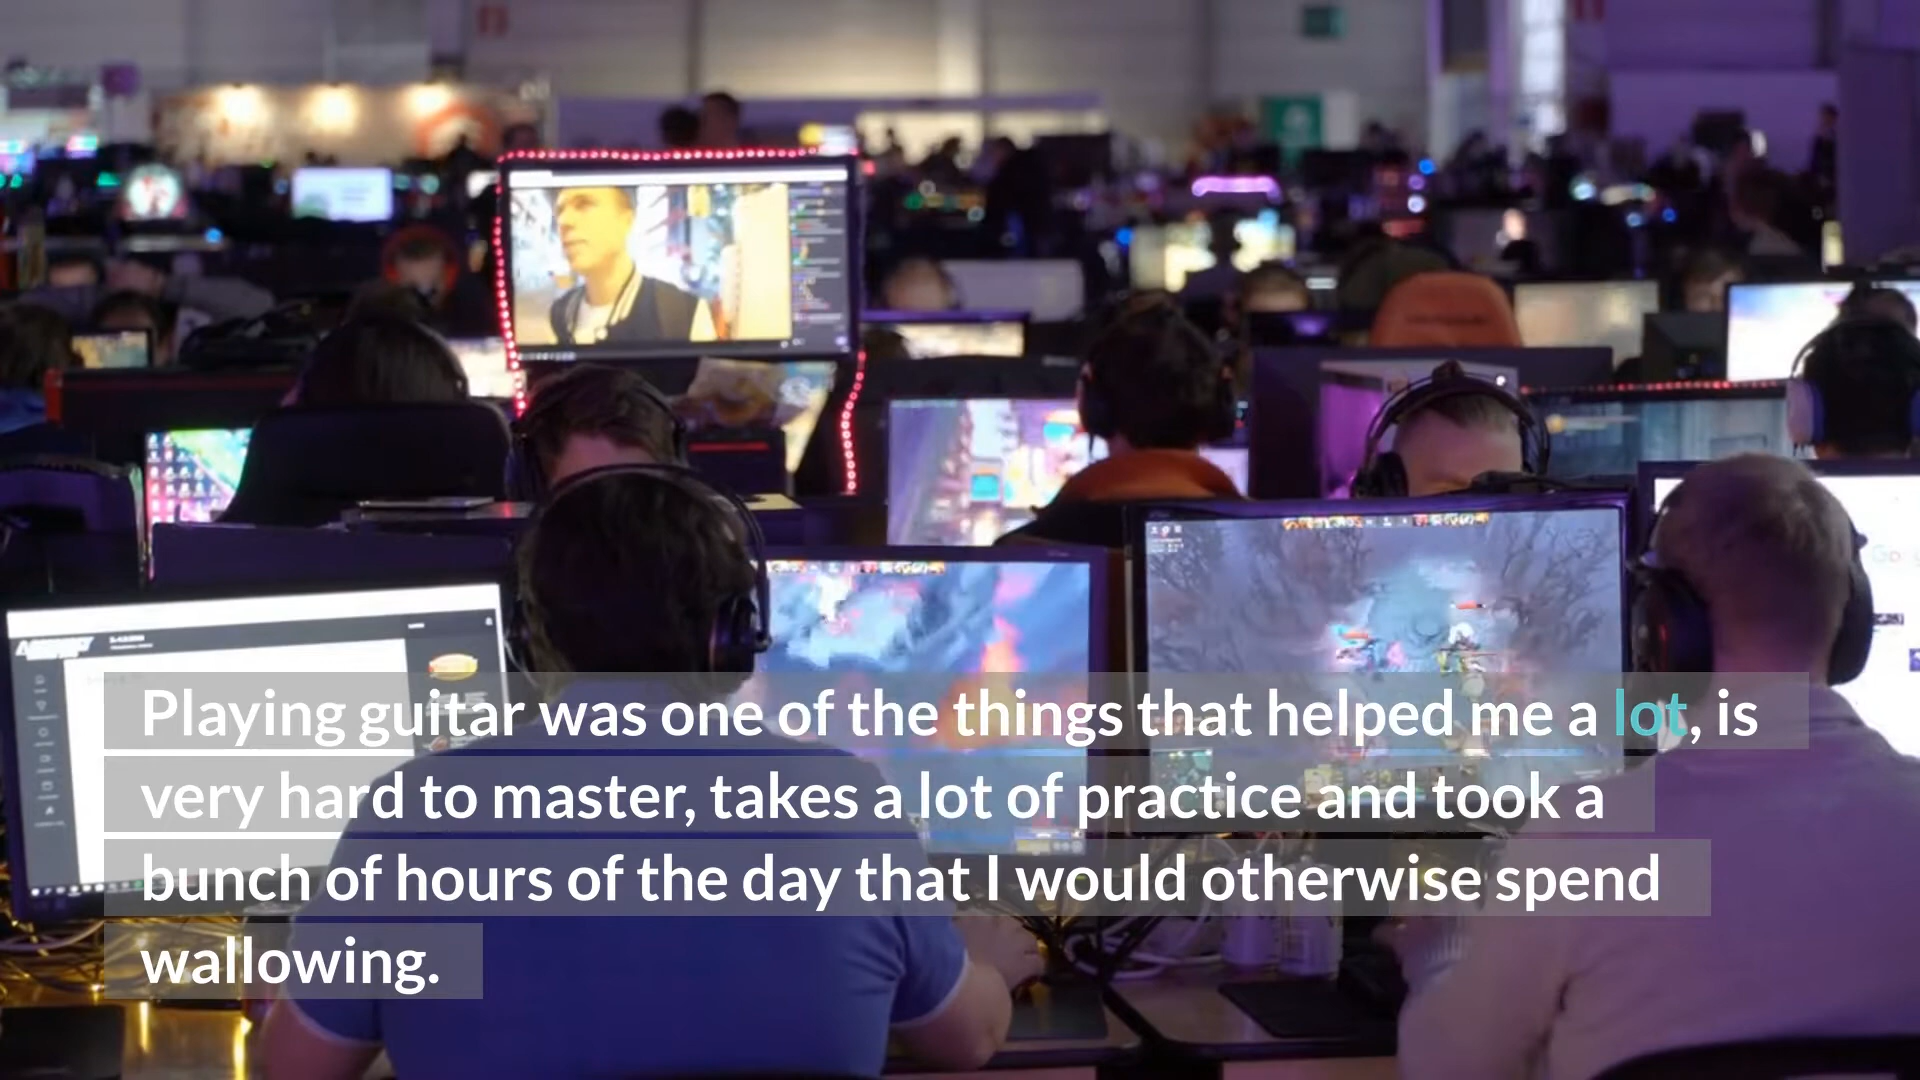 Playing guitar was one of the things that helped me a lot, is
very hard to master, takes a lot of practice and took a
bunch of hours of the day that I would otherwise spend
wallowing.